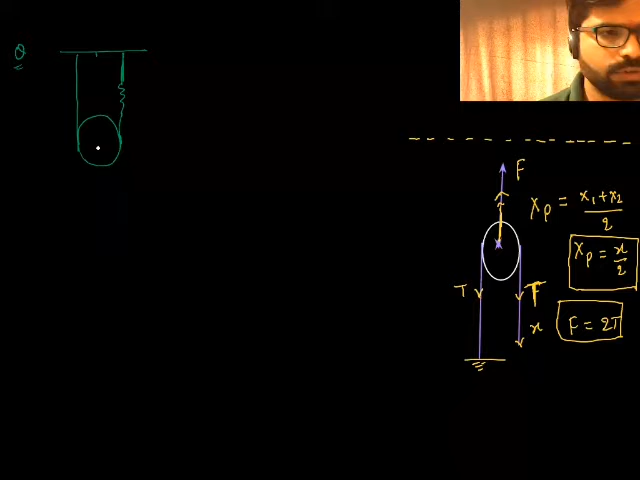 Q
F
Xp = x1+x2/2
Xp = x/2
T
T
x
F = 2T